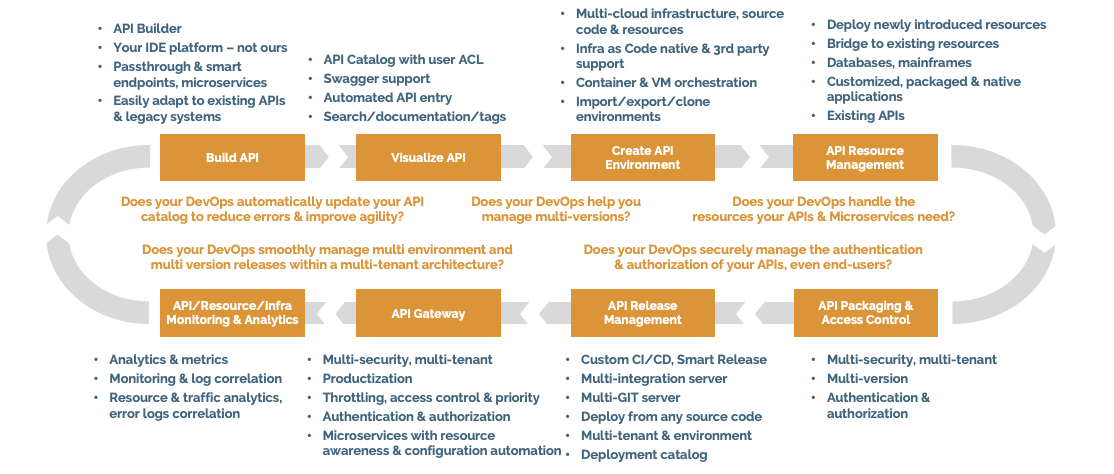 • API Builder
• Your IDE platform – not ours
• Passthrough & smart
endpoints, microservices
• Easily adapt to existing APIs
& legacy systems
• API Catalog with user ACL
• Swagger support
• Automated API entry
• Search/documentation/tags
• Multi-cloud infrastructure, source
code & resources
• Infra as Code native & 3rd party
support
• Container & VM orchestration
• Import/export/clone
environments
• Deploy newly introduced resources
• Bridge to existing resources
• Databases, mainframes
• Customized, packaged & native
applications
• Existing APIs
Build API
Visualize API
Create API
Environment
API Resource
Management
Does your DevOps automatically update your API
catalog to reduce errors & improve agility?
Does your DevOps help you
manage multi-versions?
Does your DevOps handle the
resources your APIs & Microservices need?
Does your DevOps smoothly manage multi environment and
multi version releases within a multi-tenant architecture?
Does your DevOps securely manage the authentication
& authorization of your APIs, even end-users?
API/Resource/Infra
Monitoring & Analytics
API Gateway
API Release
Management
API Packaging &
Access Control
• Analytics & metrics
• Monitoring & log correlation
• Resource & traffic analytics,
error logs correlation
• Multi-security, multi-tenant
• Productization
• Throttling, access control & priority
• Authentication & authorization
• Microservices with resource
awareness & configuration automation
• Custom CI/CD, Smart Release
• Multi-integration server
• Multi-GIT server
• Deploy from any source code
• Multi-tenant & environment
• Deployment catalog
• Multi-security, multi-tenant
• Multi-version
• Authentication &
authorization